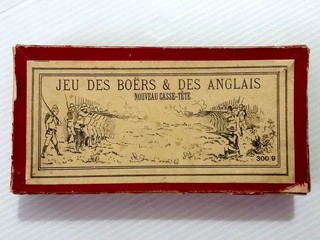 JEU DES BOËRS & DES ANGLAIS
NOUVEAU CASSE-TÊTE.
300/9